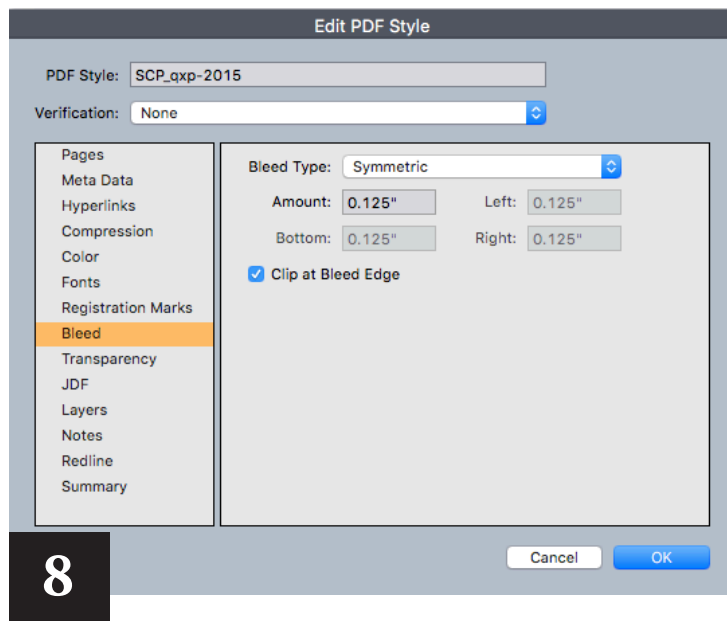 Edit PDF Style
PDF Style: SCP_qxp-2015
Verification: None
Pages
Meta Data
Hyperlinks
Compression
Color
Fonts
Registration Marks
Bleed
Transparency
JDF
Layers
Notes
Redline
Summary
Bleed Type: Symmetric
Amount: 0.125" Left: 0.125"
Bottom: 0.125" Right: 0.125"
Clip at Bleed Edge
Cancel OK
8